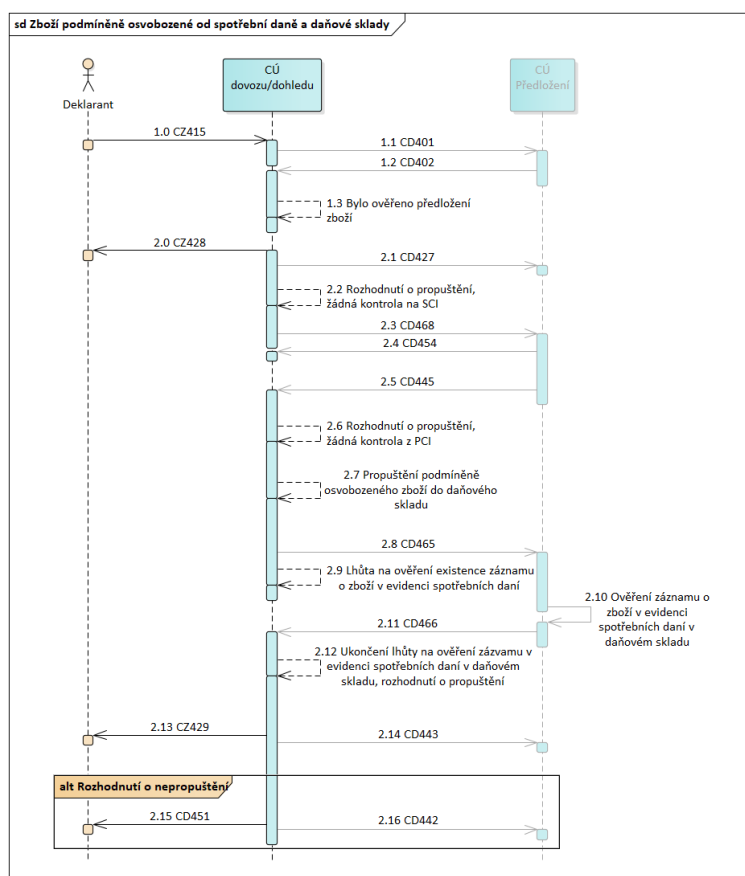 sd Zboží podmíněně osvobozené od spotřební daně a daňové sklady
Deklarant
CÚ
dovozu/dohledu
CÚ
Předložení
1.0 CZ415
1.1 CD401
1.2 CD402
1.3 Bylo ověřeno předložení
zboží
2.0 CZ428
2.1 CD427
2.2 Rozhodnutí o propuštění,
žádná kontrola na SCI
2.3 CD468
2.4 CD454
2.5 CD445
2.6 Rozhodnutí o propuštění,
žádná kontrola z PCI
2.7 Propuštění podmíněně
osvobozeného zboží do daňového
skladu
2.8 CD465
2.9 Lhůta na ověření existence záznamu
o zboží v evidenci spotřebních daní
2.10 Ověření záznamu o
zboží v evidenci
spotřebních daní v
daňovém skladu
2.11 CD466
2.12 Ukončení lhůty na ověření zázvamu v
evidenci spotřebních daní v daňovém
skladu, rozhodnutí o propuštění
2.13 CZ429
2.14 CD443
alt Rozhodnutí o nepropuštění
2.15 CD451
2.16 CD442